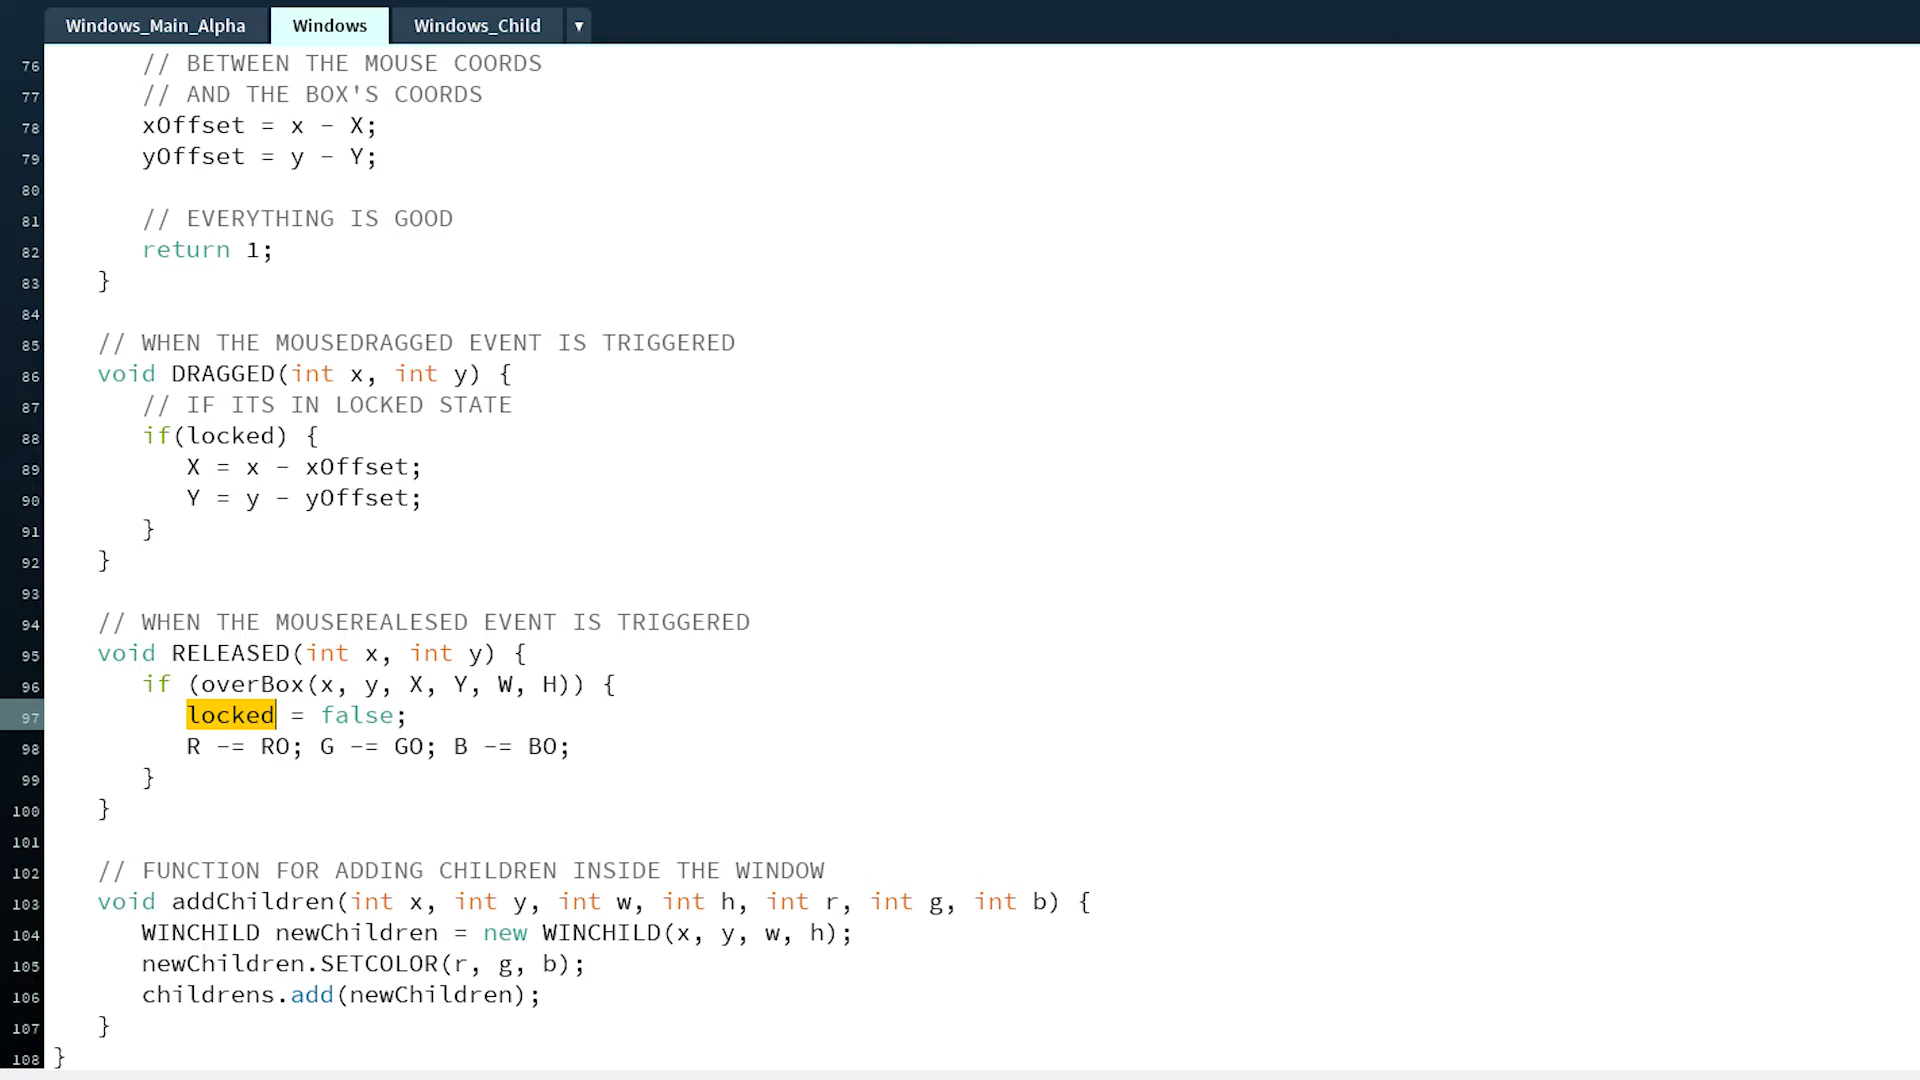 Windows_Main_Alpha Windows Windows_Child ▼
76 // BETWEEN THE MOUSE COORDS
77 // AND THE BOX'S COORDS
78 xOffset = x - X;
79 yOffset = y - Y;
80
81 // EVERYTHING IS GOOD
82 return 1;
83 }
84
85 // WHEN THE MOUSEDRAGGED EVENT IS TRIGGERED
86 void DRAGGED(int x, int y) {
87 // IF ITS IN LOCKED STATE
88 if(locked) {
89 X = x - xOffset;
90 Y = y - yOffset;
91 }
92 }
93
94 // WHEN THE MOUSEREALESED EVENT IS TRIGGERED
95 void RELEASED(int x, int y) {
96 if (overBox(x, y, X, Y, W, H)) {
97 locked = false;
98 R -= RO; G -= GO; B -= BO;
99 }
100 }
101
102 // FUNCTION FOR ADDING CHILDREN INSIDE THE WINDOW
103 void addChildren(int x, int y, int w, int h, int r, int g, int b) {
104 WINCHILD newChildren = new WINCHILD(x, y, w, h);
105 newChildren.SETCOLOR(r, g, b);
106 childrens.add(newChildren);
107 }
108 }